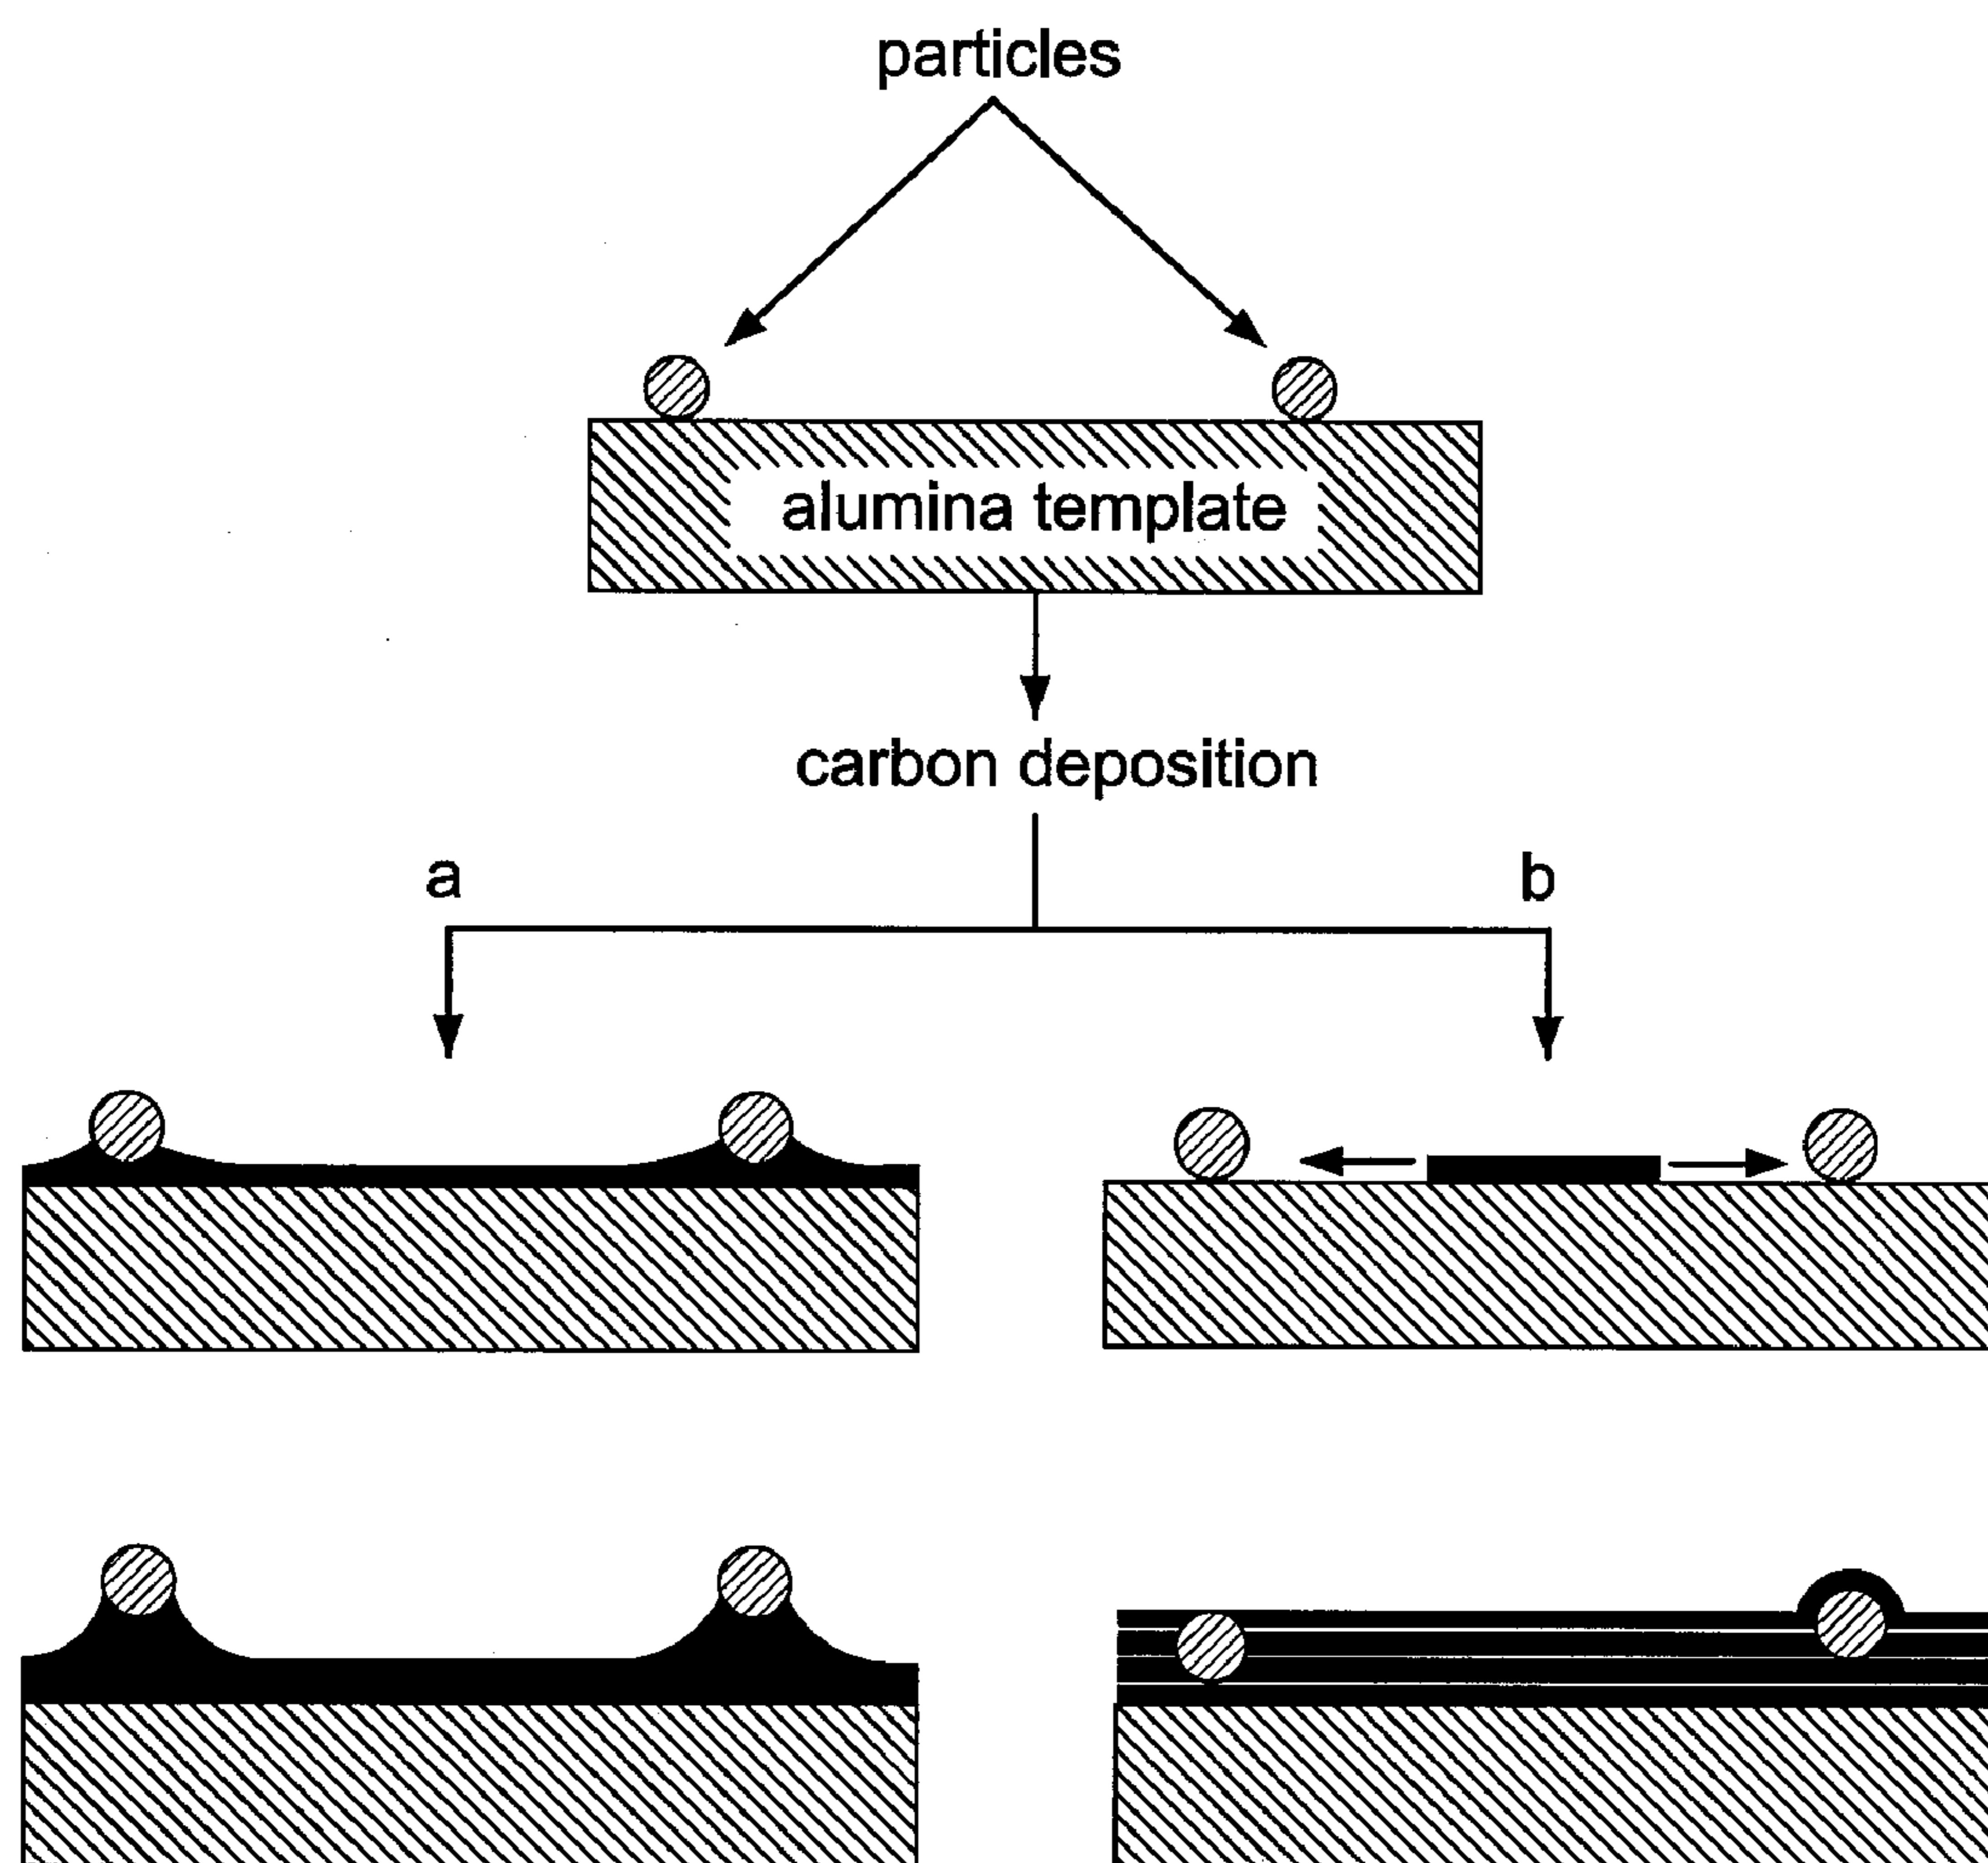 particles
alumina template
carbon deposition
a
b